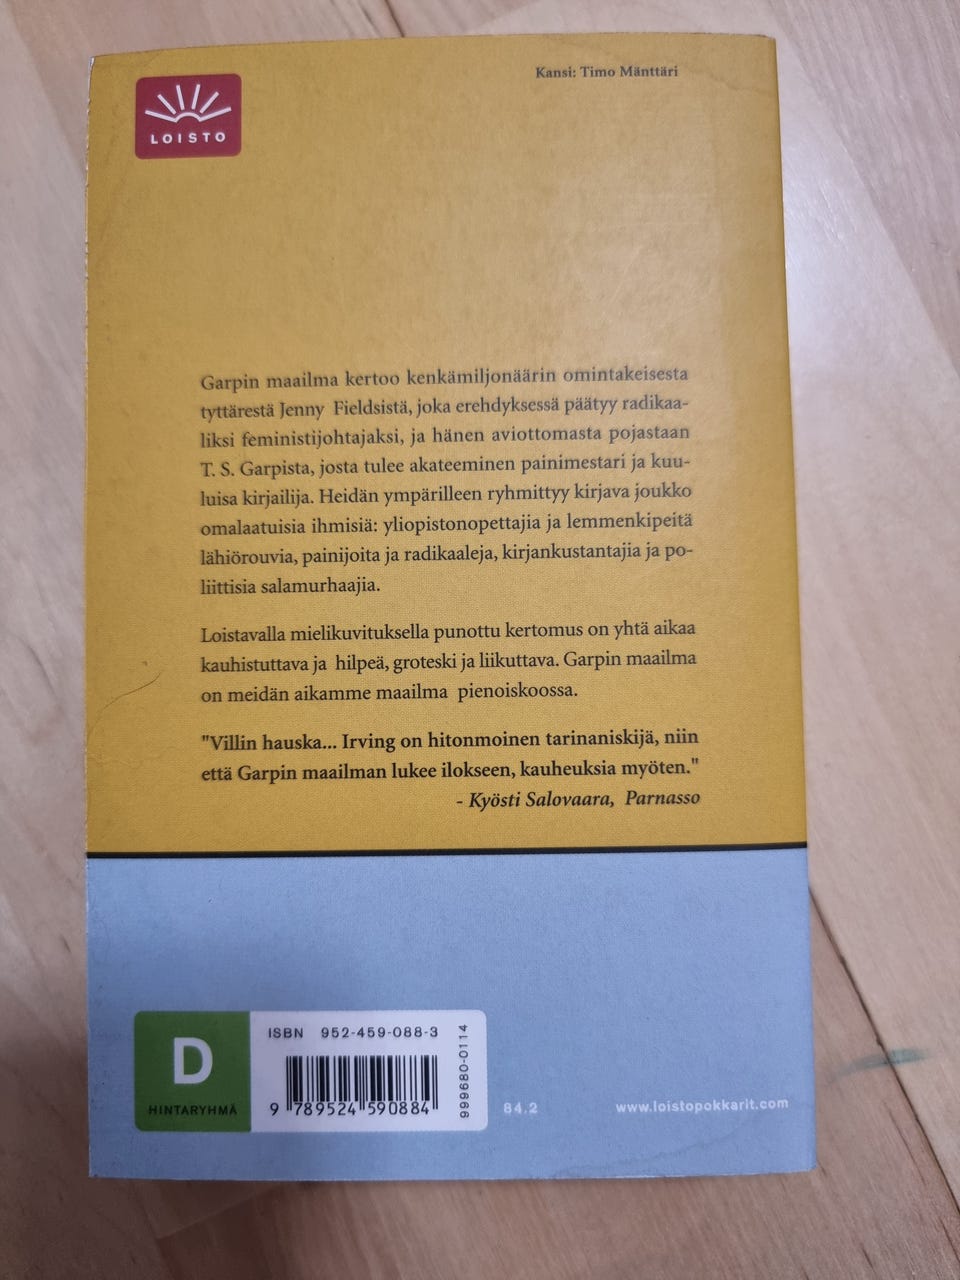 Kansi: Timo Mänttäri
LOISTO
Garpin maailma kertoo kenkämiljonäärin omintakeisesta
tyttärestä Jenny Fieldsistä, joka erehdyksessä päätyy radikaa-
liksi feministijohtajaksi, ja hänen aviottomasta pojastaan
T. S. Garpista, josta tulee akateeminen painimestari ja kuu-
luisa kirjailija. Heidän ympärilleen ryhmittyy kirjava joukko
omalaatuisia ihmisiä: yliopistonopettajia ja lemmenkipeitä
lähiörouvia, painijoita ja radikaaleja, kirjankustantajia ja po-
liittisia salamurhaajia.
Loistavalla mielikuvituksella punottu kertomus on yhtä aikaa
kauhistuttava ja hilpeä, groteski ja liikuttava. Garpin maailma
on meidän aikamme maailma pienoiskoossa.
"Villin hauska... Irving on hitonmoinen tarinaniskijä, niin
että Garpin maailman lukee ilokseen, kauheuksia myöten."
- Kyösti Salovaara, Parnasso
D
HINTARYHMÄ
ISBN 952-459-088-3
9 789524 590884
999680-0114
84.2
www.loistopokkarit.com